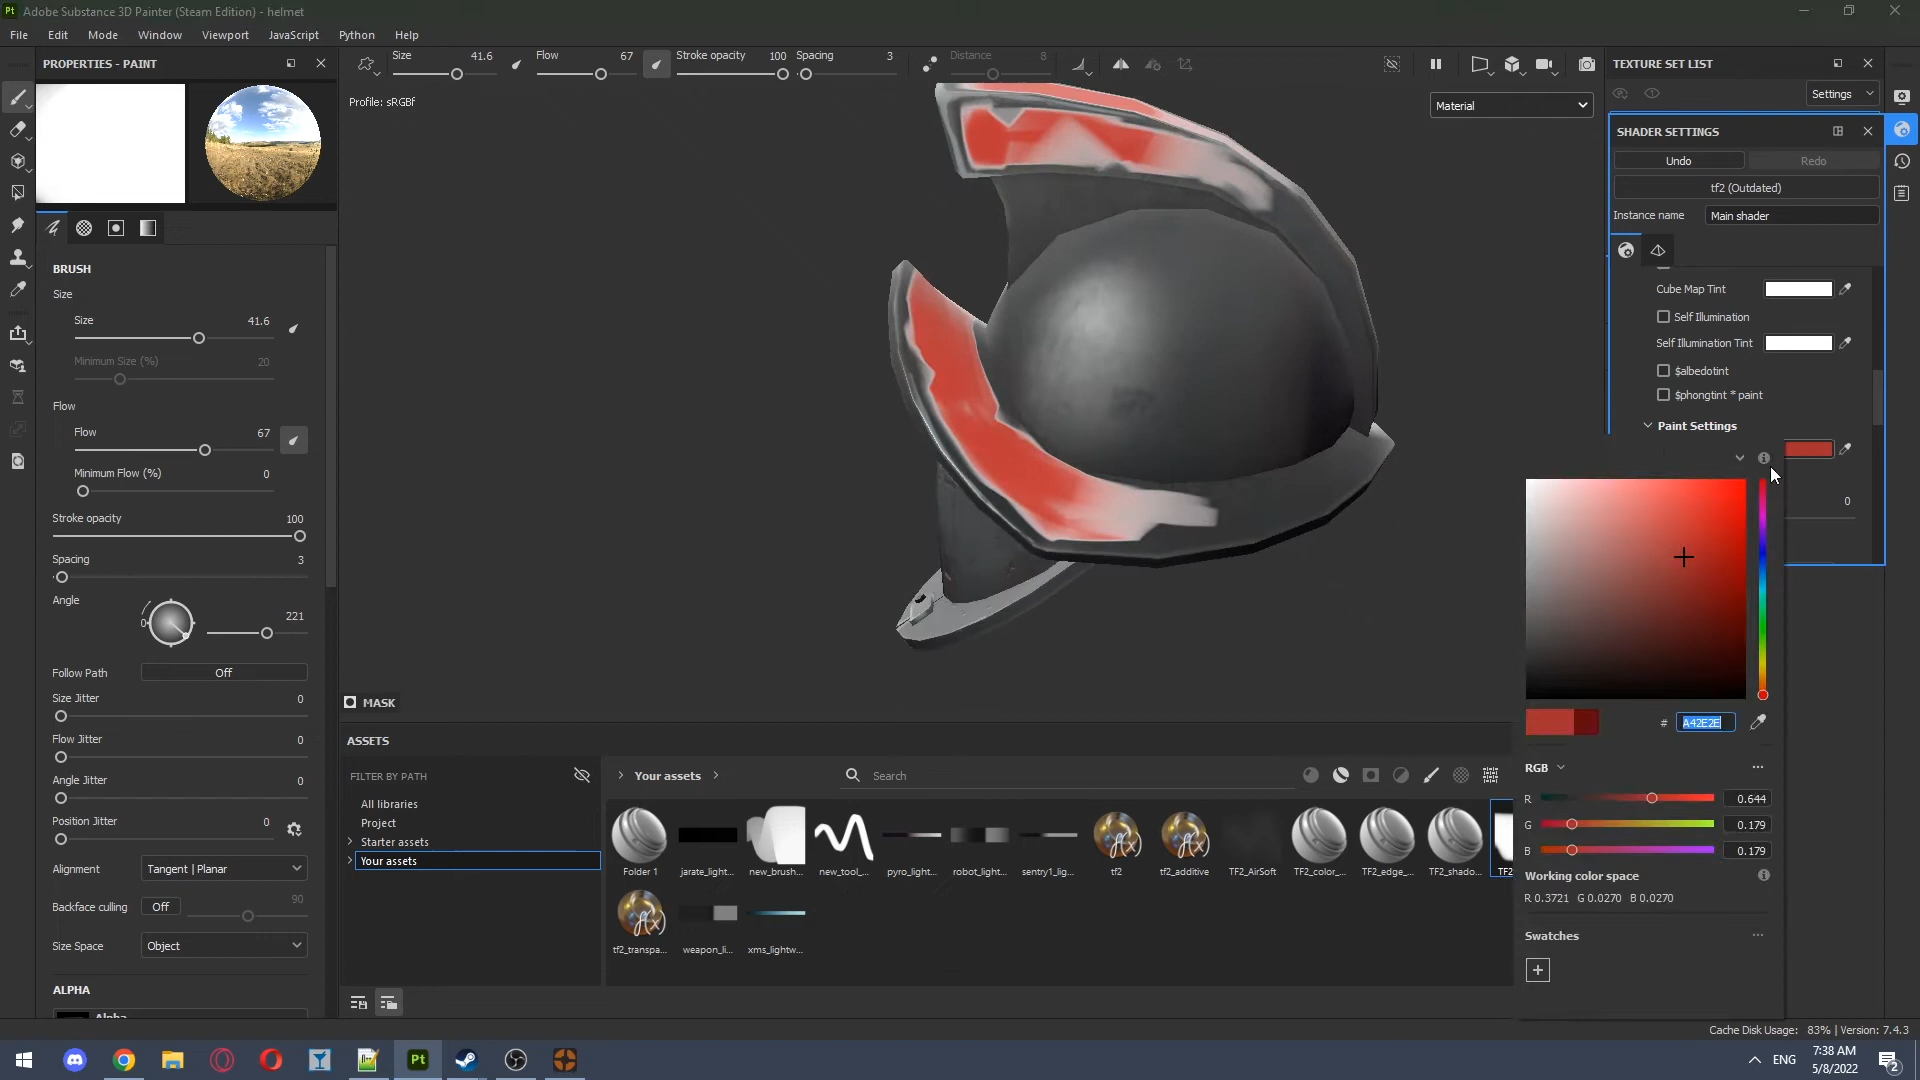 Adobe Substance 3D Painter (Steam Edition) - helmet
File Edit Mode Window Viewport JavaScript Python Help
PROPERTIES - PAINT
Size 41.6 Flow 67 Stroke opacity 100 Spacing 3 Distance 8
Profile: sRGBf
Material
TEXTURE SET LIST
Settings
SHADER SETTINGS
Undo Redo
tf2 (Outdated)
Instance name Main shader
Cube Map Tint
Self Illumination
Self Illumination Tint
$albedotint
$phongtint * paint
Paint Settings
0
BRUSH
Size
Size 41.6
Minimum Size (%) 20
Flow
Flow 67
Minimum Flow (%) 0
Stroke opacity 100
Spacing 3
Angle
0 221
Follow Path Off
Size Jitter 0
Flow Jitter 0
Angle Jitter 0
Position Jitter 0
Alignment Tangent | Planar
Backface culling Off 90
Size Space Object
ALPHA
Alpha
MASK
ASSETS
FILTER BY PATH
All libraries
Project
Starter assets
Your assets
Your assets
Search
Folder 1 jarate_light... new_brush... new_tool_... pyro_light... robot_light... sentry1_lig... tf2 tf2_additive TF2_AirSoft TF2_color_... TF2_edge_... TF2_shado... TF2
tf2_transpa... weapon_li... xms_lightw...
# A42E2E
RGB
R 0.644
G 0.179
B 0.179
Working color space
R 0.3721 G 0.0270 B 0.0270
Swatches
Cache Disk Usage: 83% | Version: 7.4.3
Pt
ENG
7:38 AM
5/8/2022
2